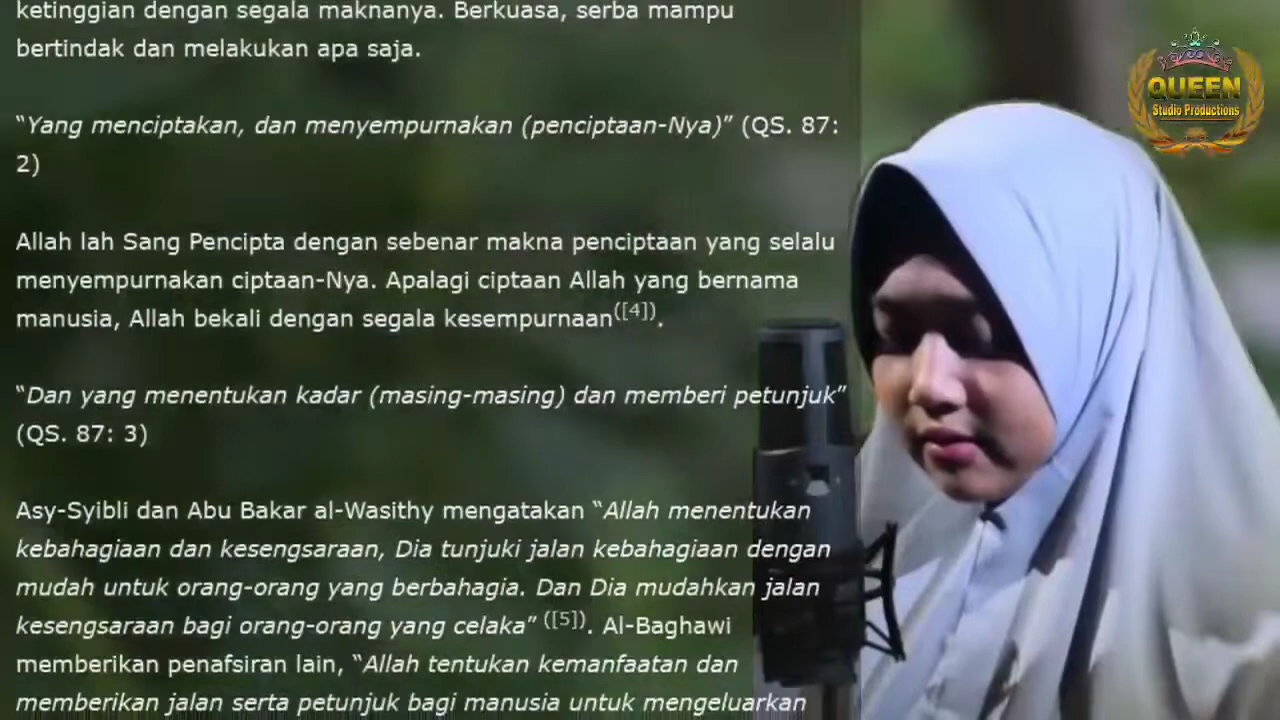 ketinggian dengan segala maknanya. Berkuasa, serba mampu
bertindak dan melakukan apa saja.
“Yang menciptakan, dan menyempurnakan (penciptaan-Nya)” (QS. 87:
2)
Allah lah Sang Pencipta dengan sebenar makna penciptaan yang selalu
menyempurnakan ciptaan-Nya. Apalagi ciptaan Allah yang bernama
manusia, Allah bekali dengan segala kesempurnaan([4]).
“Dan yang menentukan kadar (masing-masing) dan memberi petunjuk”
(QS. 87: 3)
Asy-Syibli dan Abu Bakar al-Wasithy mengatakan “Allah menentukan
kebahagiaan dan kesengsaraan, Dia tunjuki jalan kebahagiaan dengan
mudah untuk orang-orang yang berbahagia. Dan Dia mudahkan jalan
kesengsaraan bagi orang-orang yang celaka” ([5]). Al-Baghawi
memberikan penafsiran lain, “Allah tentukan kemanfaatan dan
memberikan jalan serta petunjuk bagi manusia untuk mengeluarkan
QUEEN
Studio Productions